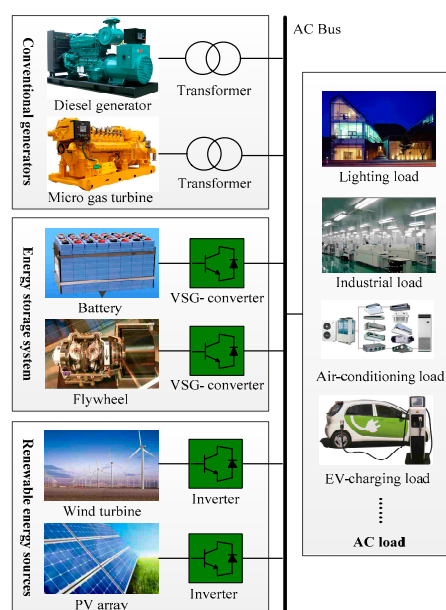 AC Bus
Conventional
generators
Diesel generator
Transformer
Micro gas turbine
Transformer
Energy storage
system
Battery
VSG- converter
Flywheel
VSG- converter
Renewable energy
sources
Wind turbine
Inverter
PV array
Inverter
Lighting load
Industrial load
Air-conditioning load
EV-charging load
AC load